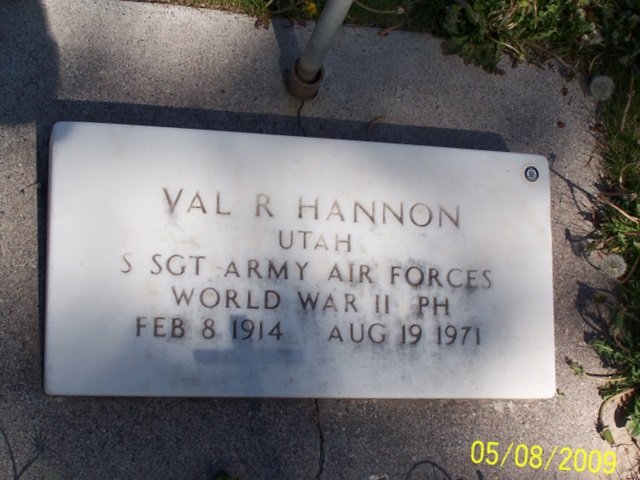 VAL R HANNON
UTAH
S SGT ARMY AIR FORCES
WORLD WAR II PH
FEB 8 1914 AUG 19 1971
05/08/2009